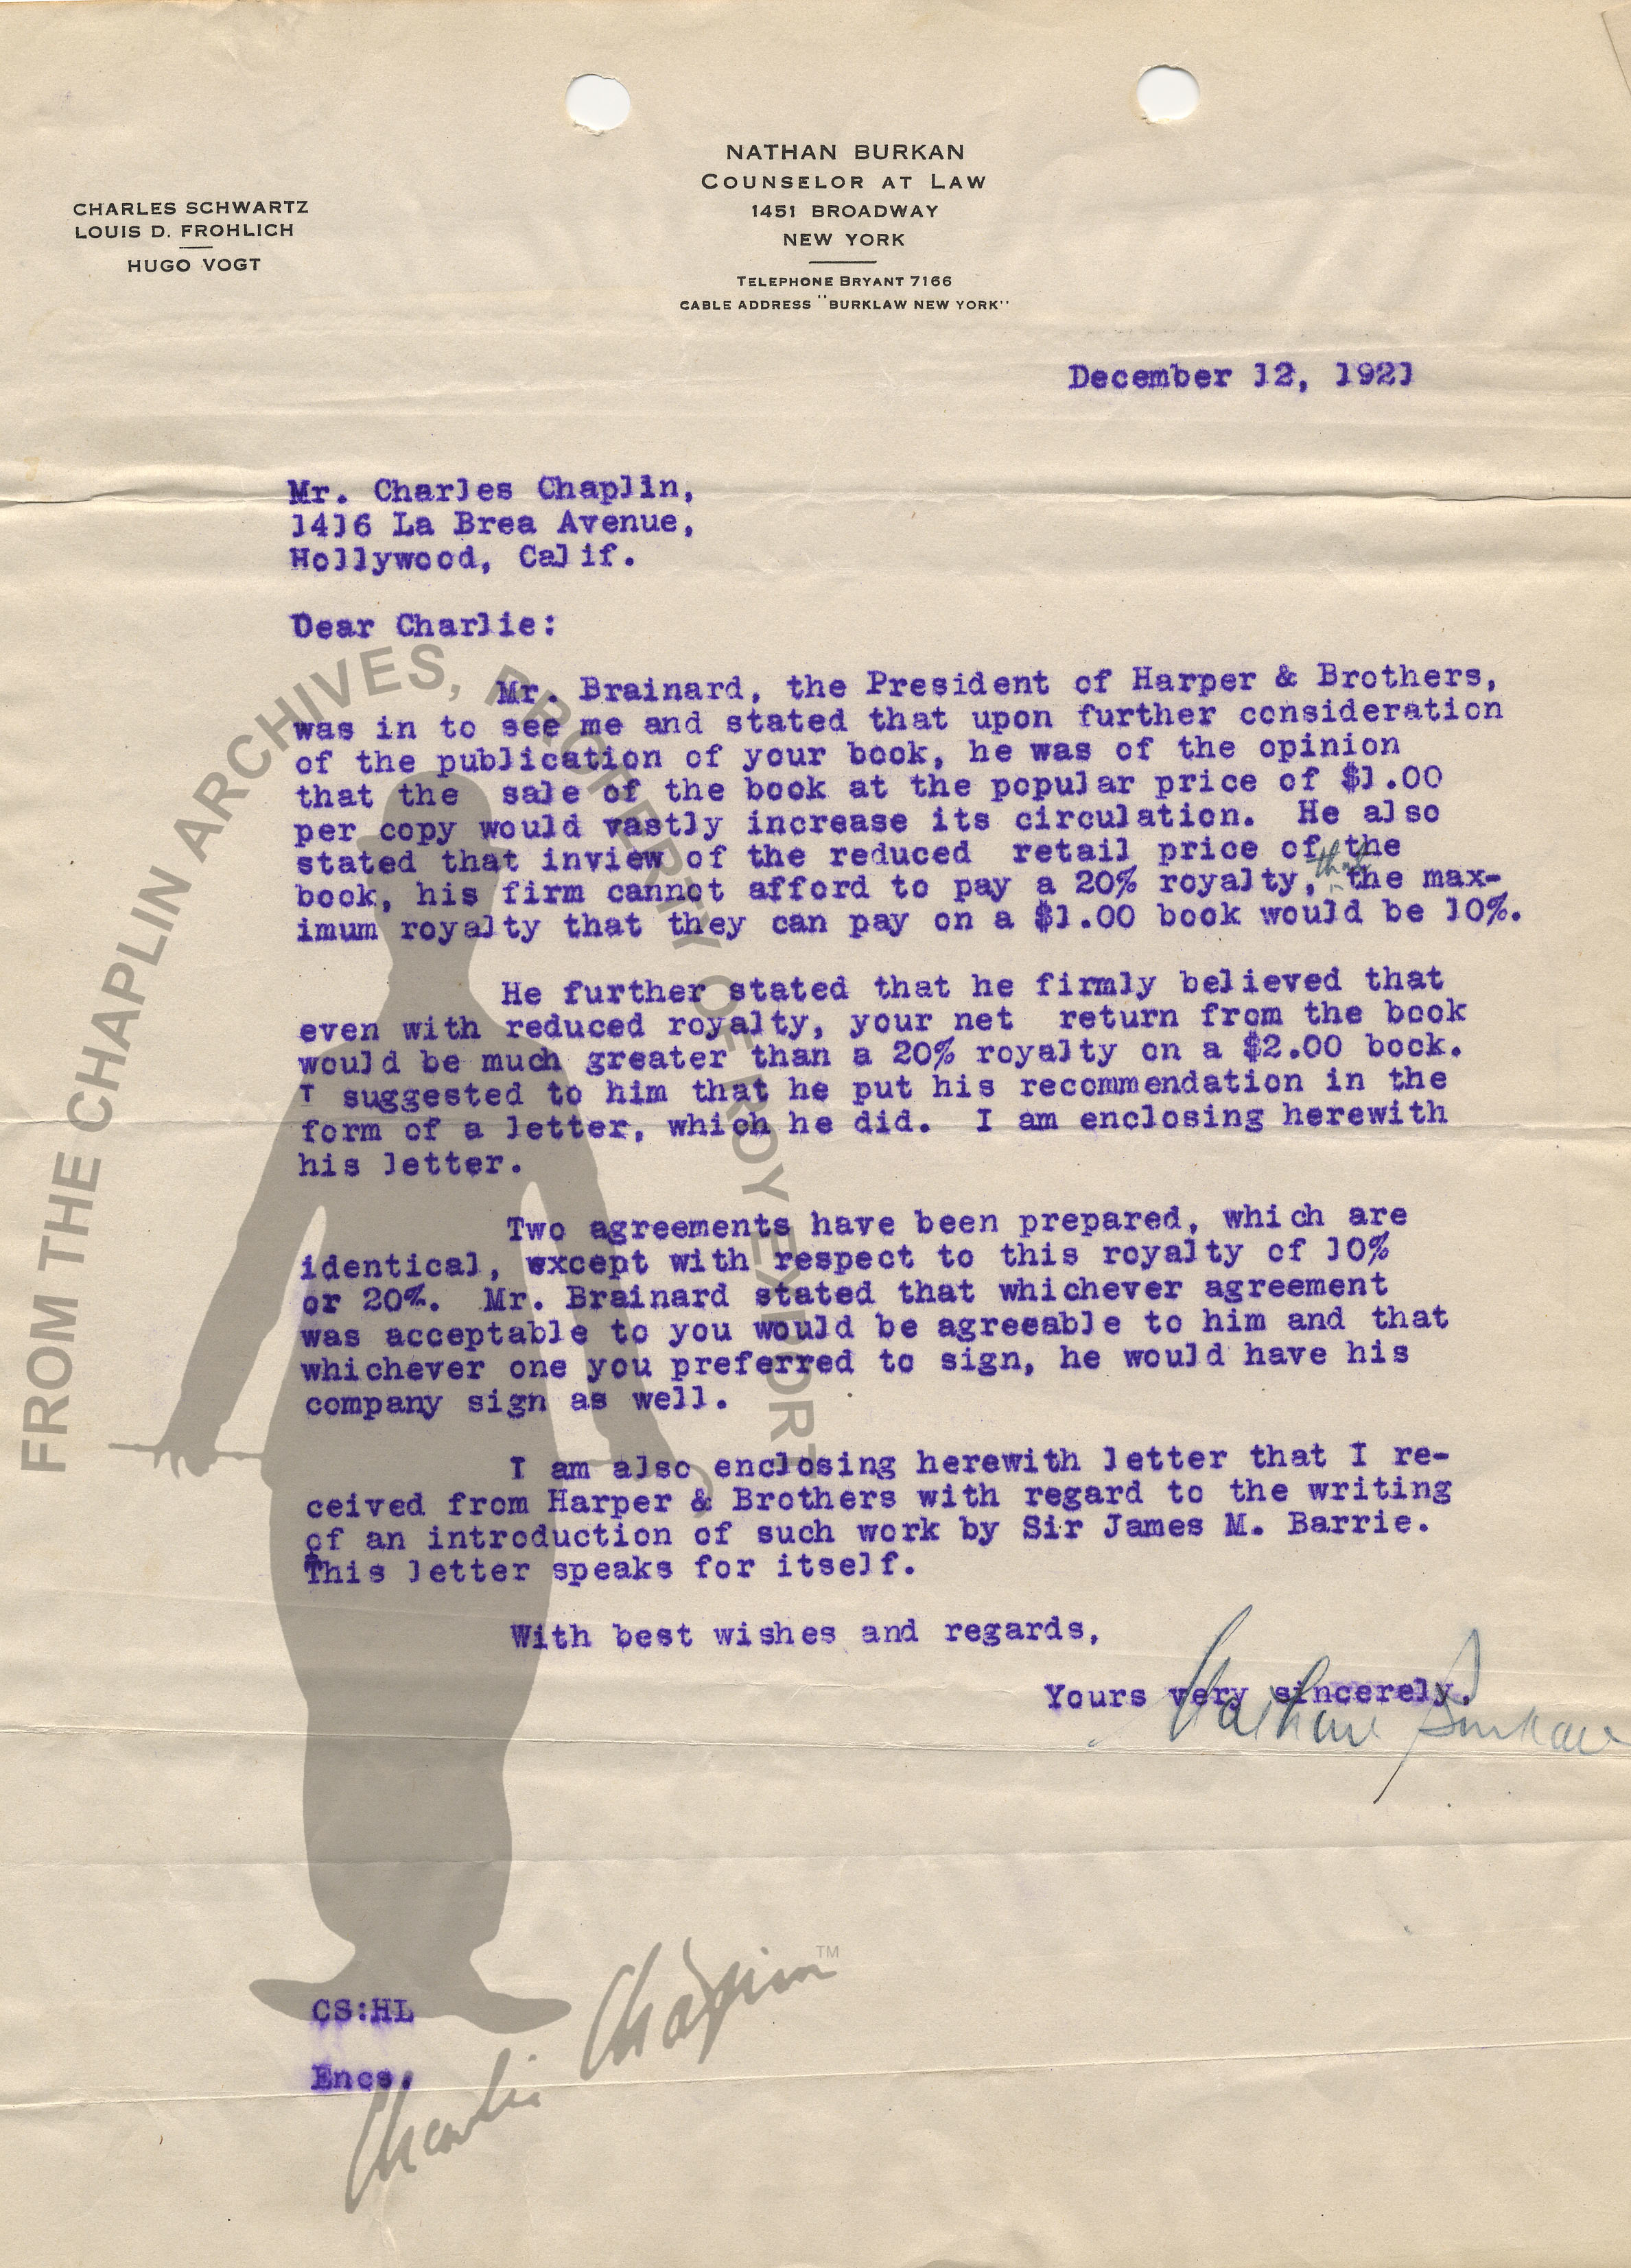 NATHAN BURKAN
COUNSELOR AT LAW
1451 BROADWAY
NEW YORK
TELEPHONE BRYANT 7166
CABLE ADDRESS "BURKLAW NEW YORK"
CHARLES SCHWARTZ
LOUIS D. FROHLICH
HUGO VOGT
December 12, 1921
Mr. Charles Chaplin,
1416 La Brea Avenue,
Hollywood, Calif.
Dear Charlie:
Mr. Brainard, the President of Harper & Brothers,
was in to see me and stated that upon further consideration
of the publication of your book, he was of the opinion
that the sale of the book at the popular price of $1.00
per copy would vastly increase its circulation. He also
stated that inview of the reduced retail price of the
book, his firm cannot afford to pay a 20% royalty, that the max-
imum royalty that they can pay on a $1.00 book would be 10%.
He further stated that he firmly believed that
even with reduced royalty, your net return from the book
would be much greater than a 20% royalty on a $2.00 book.
I suggested to him that he put his recommendation in the
form of a letter, which he did. I am enclosing herewith
his letter.
Two agreements have been prepared, which are
identical, except with respect to this royalty of 10%
or 20%. Mr. Brainard stated that whichever agreement
was acceptable to you would be agreeable to him and that
whichever one you preferred to sign, he would have his
company sign as well.
I am also enclosing herewith letter that I re-
ceived from Harper & Brothers with regard to the writing
of an introduction of such work by Sir James M. Barrie.
This letter speaks for itself.
With best wishes and regards,
Yours very sincerely,
Nathan Burkan
CS:HL
Encs.
FROM THE CHAPLIN ARCHIVES, PROPERTY OF ROY EXPORT
Charlie Chaplin™